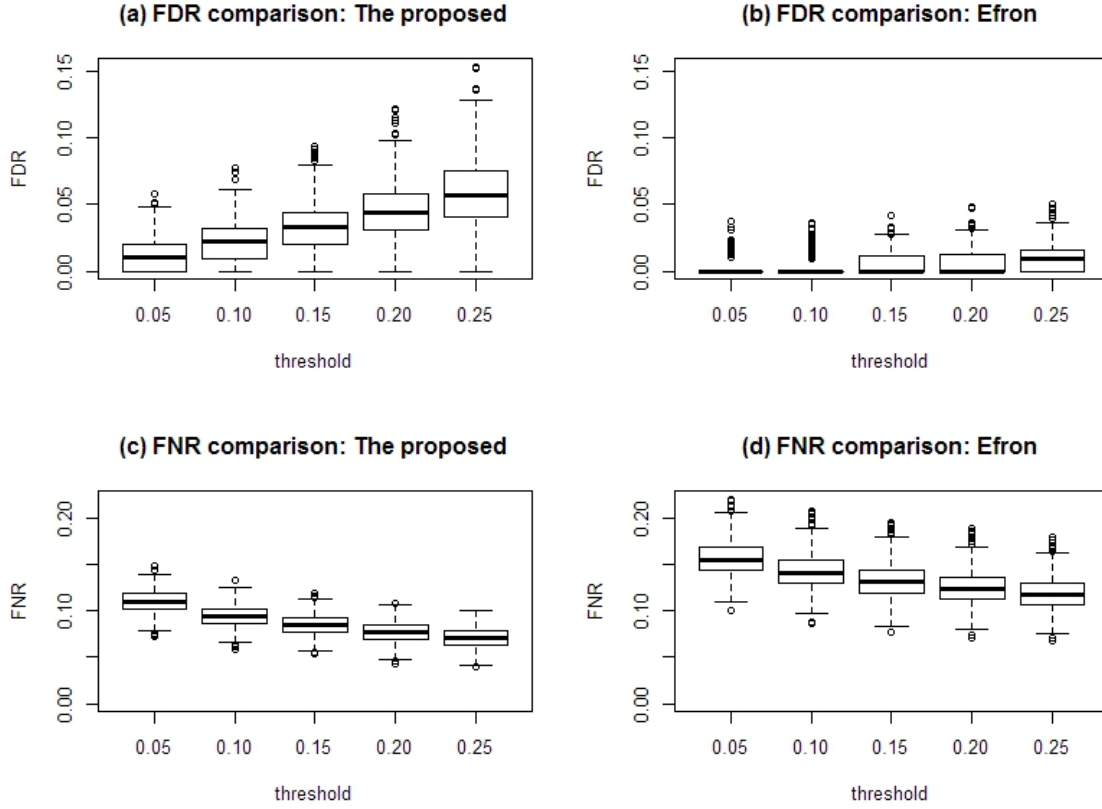 (a) FDR comparison: The proposed
FDR
0.15
0.10
0.05
0.00
0.05 0.10 0.15 0.20 0.25
threshold
(b) FDR comparison: Efron
FDR
0.15
0.10
0.05
0.00
0.05 0.10 0.15 0.20 0.25
threshold
(c) FNR comparison: The proposed
FNR
0.20
0.10
0.00
0.05 0.10 0.15 0.20 0.25
threshold
(d) FNR comparison: Efron
FNR
0.20
0.10
0.00
0.05 0.10 0.15 0.20 0.25
threshold